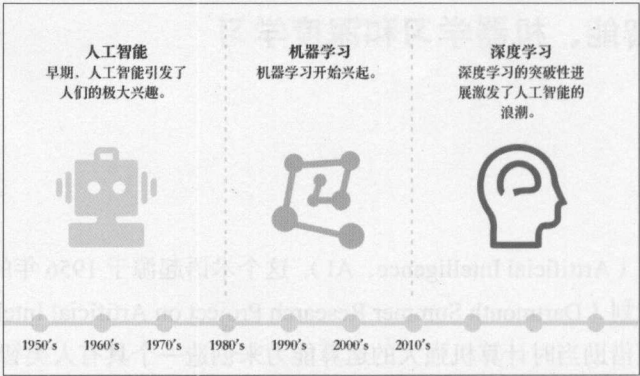 人工智能
早期，人工智能引发了
人们的极大兴趣。
机器学习
机器学习开始兴起。
深度学习
深度学习的突破性进
展激发了人工智能的
浪潮。
1950's 1960's 1970's 1980's 1990's 2000's 2010's